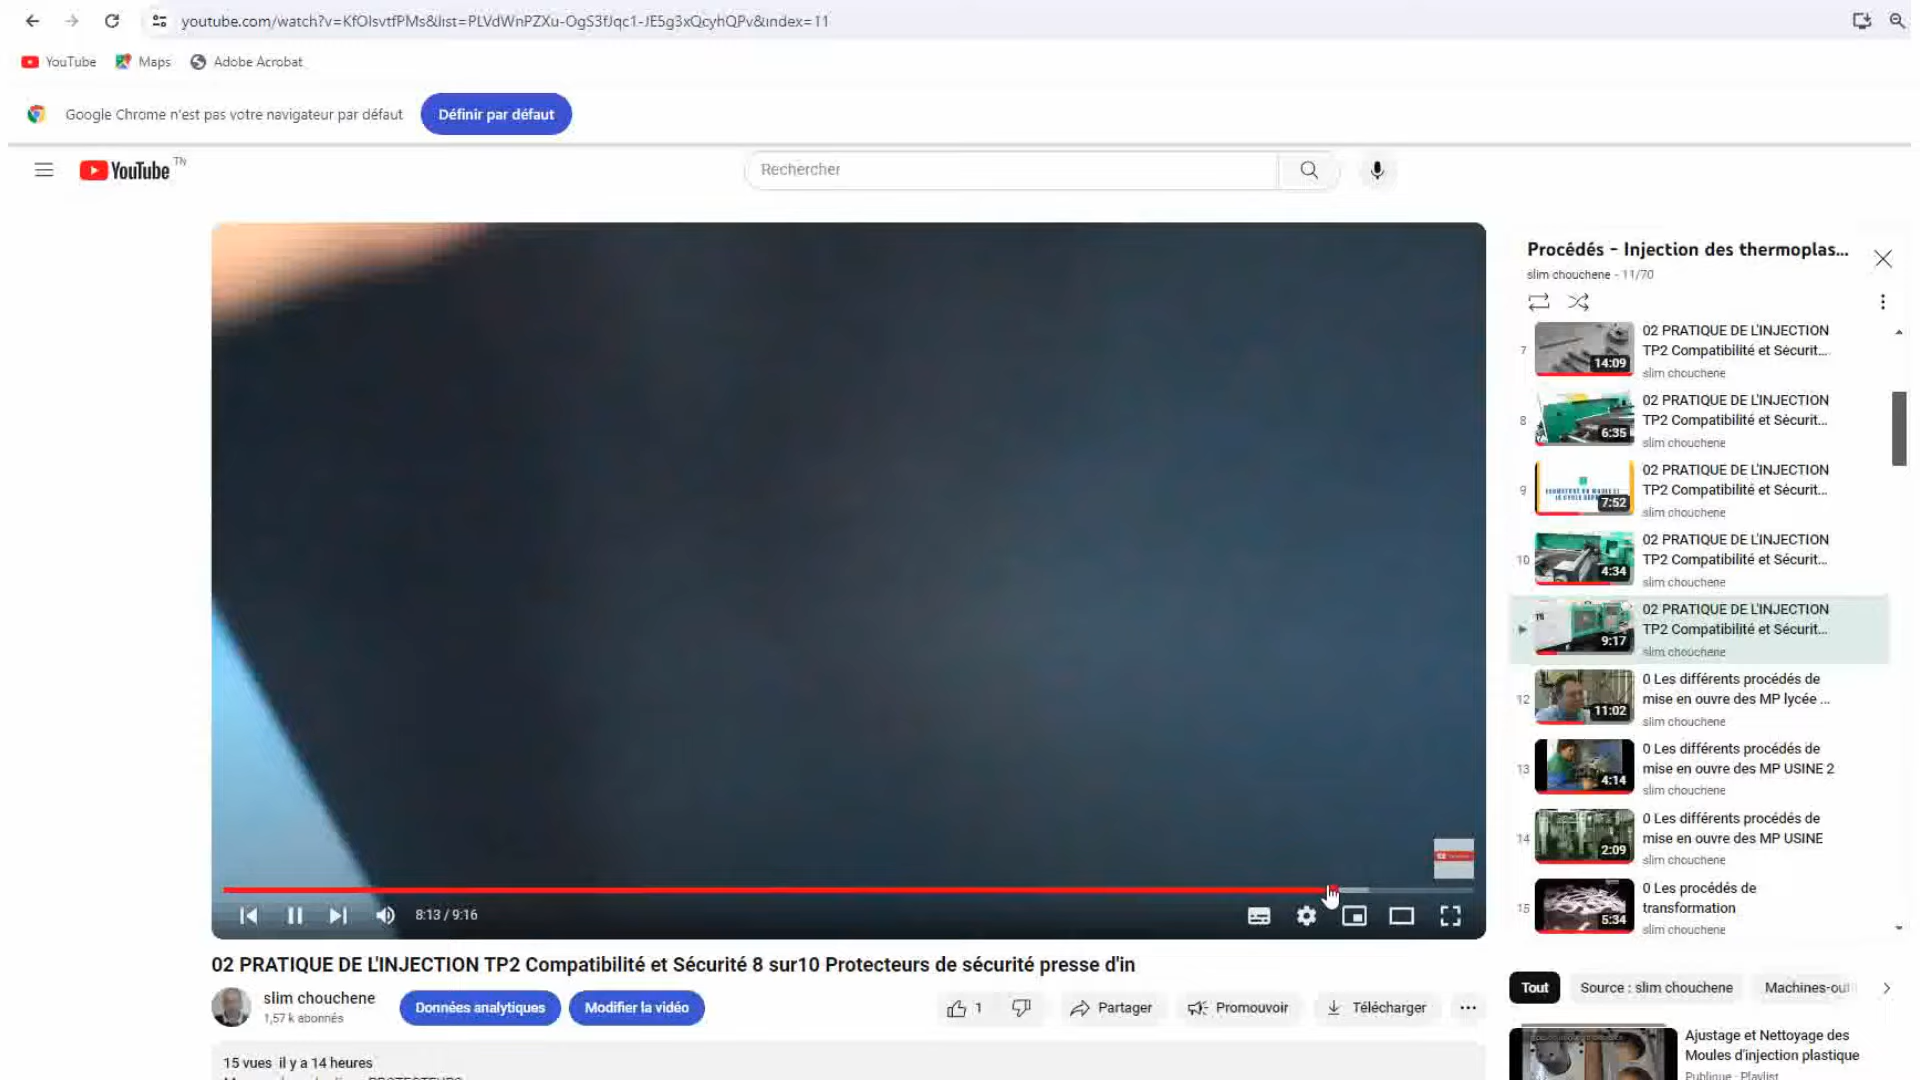 youtube.com/watch?v=KfOlsvtfPMs&list=PLVdWnPZXu-OgS3fJqc1-JE5g3xQcyhQPv&index=11
YouTube
Maps
Adobe Acrobat
Google Chrome n'est pas votre navigateur par défaut
Définir par défaut
YouTube TN
Rechercher
Procédés - Injection des thermoplas...
slim chouchene - 11/70
7
14:09
02 PRATIQUE DE L'INJECTION
TP2 Compatibilité et Sécurit...
slim chouchene
8
6:35
02 PRATIQUE DE L'INJECTION
TP2 Compatibilité et Sécurit...
slim chouchene
9
7:52
02 PRATIQUE DE L'INJECTION
TP2 Compatibilité et Sécurit...
slim chouchene
10
4:34
02 PRATIQUE DE L'INJECTION
TP2 Compatibilité et Sécurit...
slim chouchene
9:17
02 PRATIQUE DE L'INJECTION
TP2 Compatibilité et Sécurit...
slim chouchene
12
11:02
0 Les différents procédés de
mise en ouvre des MP lycée ...
slim chouchene
13
4:14
0 Les différents procédés de
mise en ouvre des MP USINE 2
slim chouchene
14
2:09
0 Les différents procédés de
mise en ouvre des MP USINE
slim chouchene
15
5:34
0 Les procédés de
transformation
slim chouchene
8:13 / 9:16
02 PRATIQUE DE L'INJECTION TP2 Compatibilité et Sécurité 8 sur10 Protecteurs de sécurité presse d'in
slim chouchene
1,57 k abonnés
Données analytiques
Modifier la vidéo
1
Partager
Promouvoir
Télécharger
15 vues il y a 14 heures
Tout
Source : slim chouchene
Machines-out
Ajustage et Nettoyage des
Moules d'injection plastique
Publique · Playlist